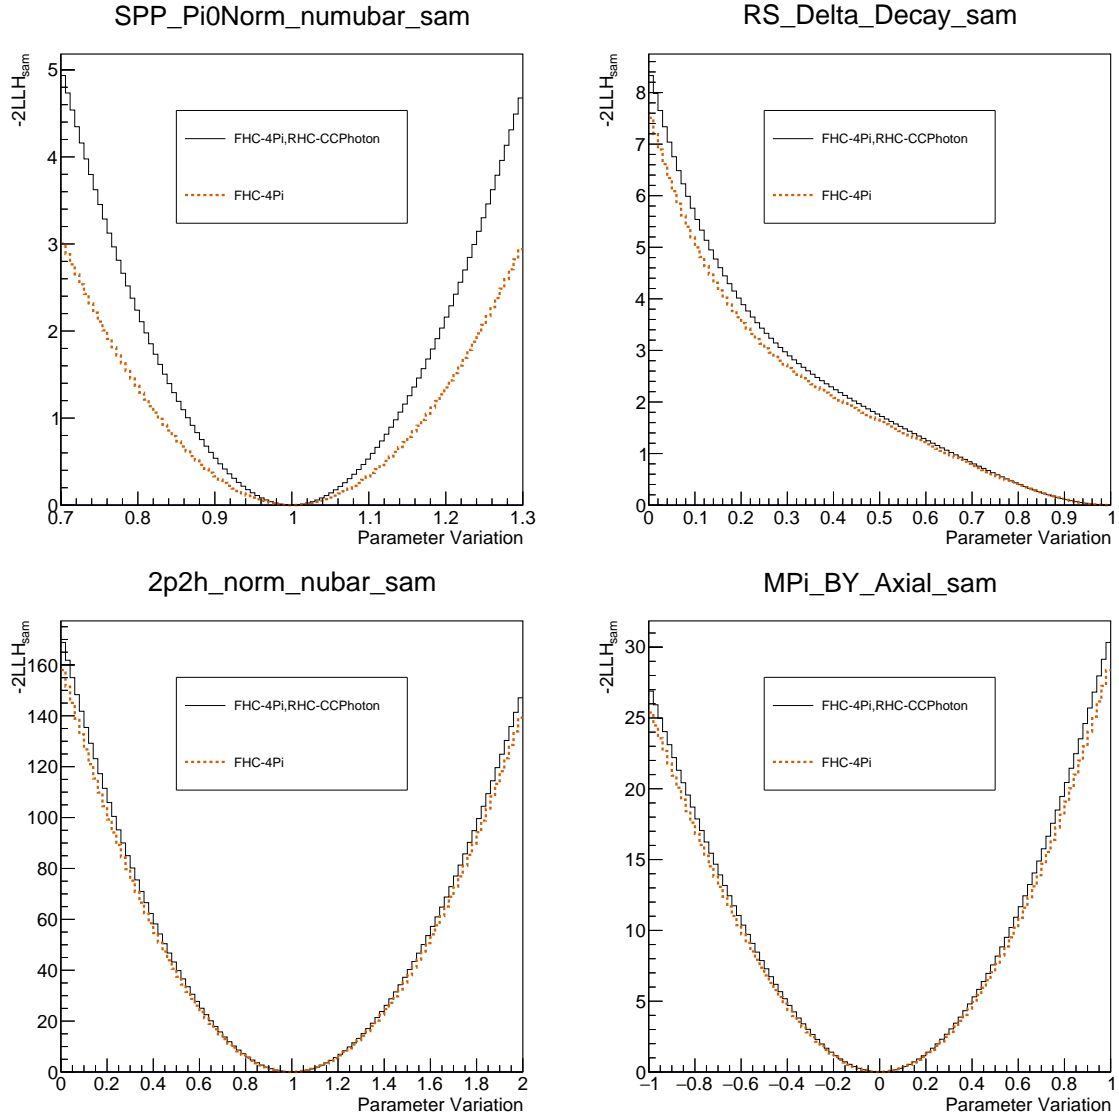 SPP_Pi0Norm_numubar_sam
-2LLH_sam
5
4
3
2
1
0
FHC-4Pi,RHC-CCPhoton
FHC-4Pi
0.7 0.8 0.9 1 1.1 1.2 1.3
Parameter Variation
RS_Delta_Decay_sam
-2LLH_sam
8
7
6
5
4
3
2
1
0
FHC-4Pi,RHC-CCPhoton
FHC-4Pi
0 0.1 0.2 0.3 0.4 0.5 0.6 0.7 0.8 0.9 1
Parameter Variation
2p2h_norm_nubar_sam
-2LLH_sam
160
140
120
100
80
60
40
20
0
FHC-4Pi,RHC-CCPhoton
FHC-4Pi
0 0.2 0.4 0.6 0.8 1 1.2 1.4 1.6 1.8 2
Parameter Variation
MPi_BY_Axial_sam
-2LLH_sam
30
25
20
15
10
5
0
FHC-4Pi,RHC-CCPhoton
FHC-4Pi
−1 −0.8 −0.6 −0.4 −0.2 0 0.2 0.4 0.6 0.8 1
Parameter Variation